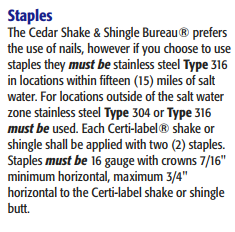 Staples
The Cedar Shake & Shingle Bureau® prefers
the use of nails, however if you choose to use
staples they must be stainless steel Type 316
in locations within fifteen (15) miles of salt
water. For locations outside of the salt water
zone stainless steel Type 304 or Type 316
must be used. Each Certi-label® shake or
shingle shall be applied with two (2) staples.
Staples must be 16 gauge with crowns 7/16"
minimum horizontal, maximum 3/4"
horizontal to the Certi-label shake or shingle
butt.